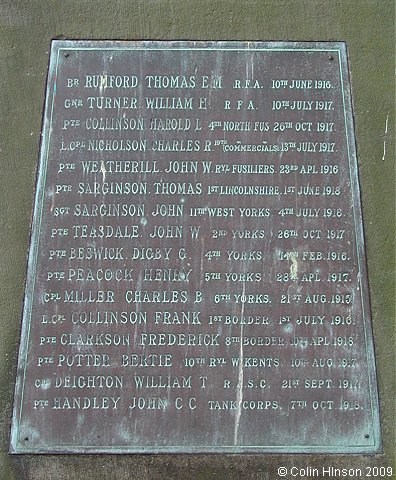 BR RUMFORD THOMAS E.M R.F.A. 10TH JUNE 1916.
GNR TURNER WILLIAM H. R F A. 10TH JULY 1917.
PTE COLLINSON HAROLD L 4TH NORTH FUS 26TH OCT 1917.
L.CPL NICHOLSON CHARLES R 19TH (COMMERCIALS) 13TH JULY 1917.
PTE WEATHERILL JOHN W. RYL FUSILIERS. 23RD APL 1916
PTE SARGINSON THOMAS 1ST LINCOLNSHIRE. 1ST JUNE 1918
SGT SARGINSON JOHN 11TH WEST YORKS 4TH JULY 1916.
PTE TEASDALE JOHN W. 2ND YORKS 26TH OCT 1917
PTE BESWICK DIGBY G. 4TH YORKS 14TH FEB. 1916.
PTE PEACOCK HENRY 5TH YORKS APL. 1917.
CPL MILLER CHARLES B 6TH YORKS. 21ST AUG. 1915
L.CPL COLLINSON FRANK 1ST BORDER 1ST JULY 1916.
PTE CLARKSON FREDERICK 8TH BORDER. APL 1918.
PTE POTTER BERTIE 10TH RYL W.KENTS. 10TH AUG. 1917
CPL DEIGHTON WILLIAM T R A.S.C. 21ST SEPT. 1917
PTE HANDLEY JOHN C C TANK CORPS. 7TH OCT. 1918.
© Colin Hinson 2009